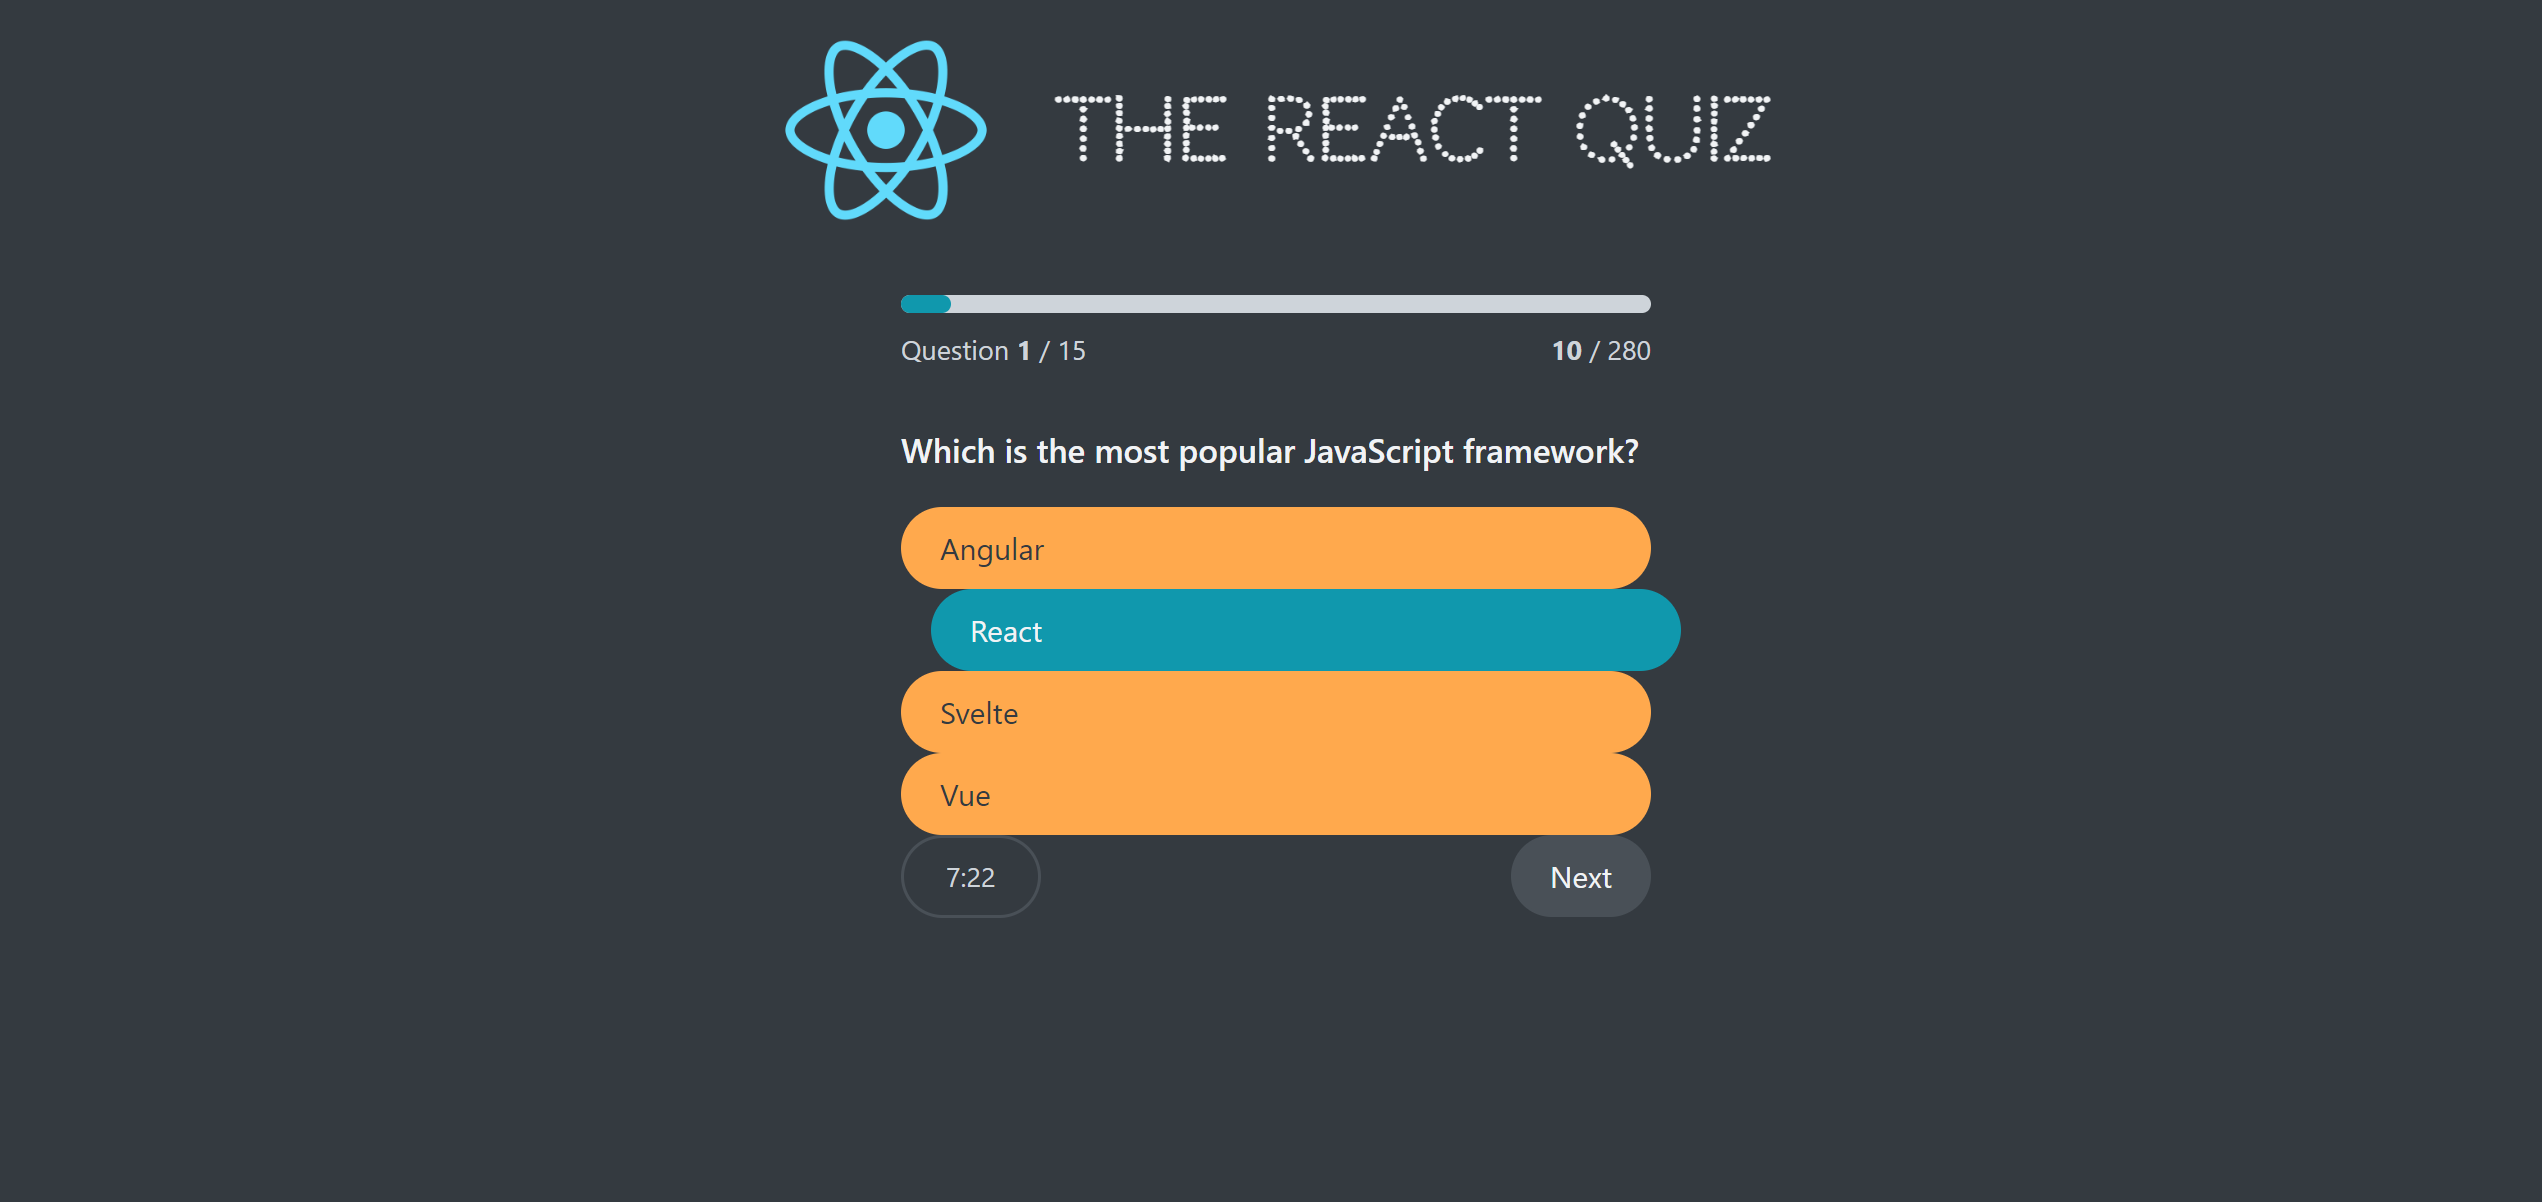 THE REACT QUIZ
Question 1 / 15
10 / 280
Which is the most popular JavaScript framework?
Angular
React
Svelte
Vue
7:22
Next